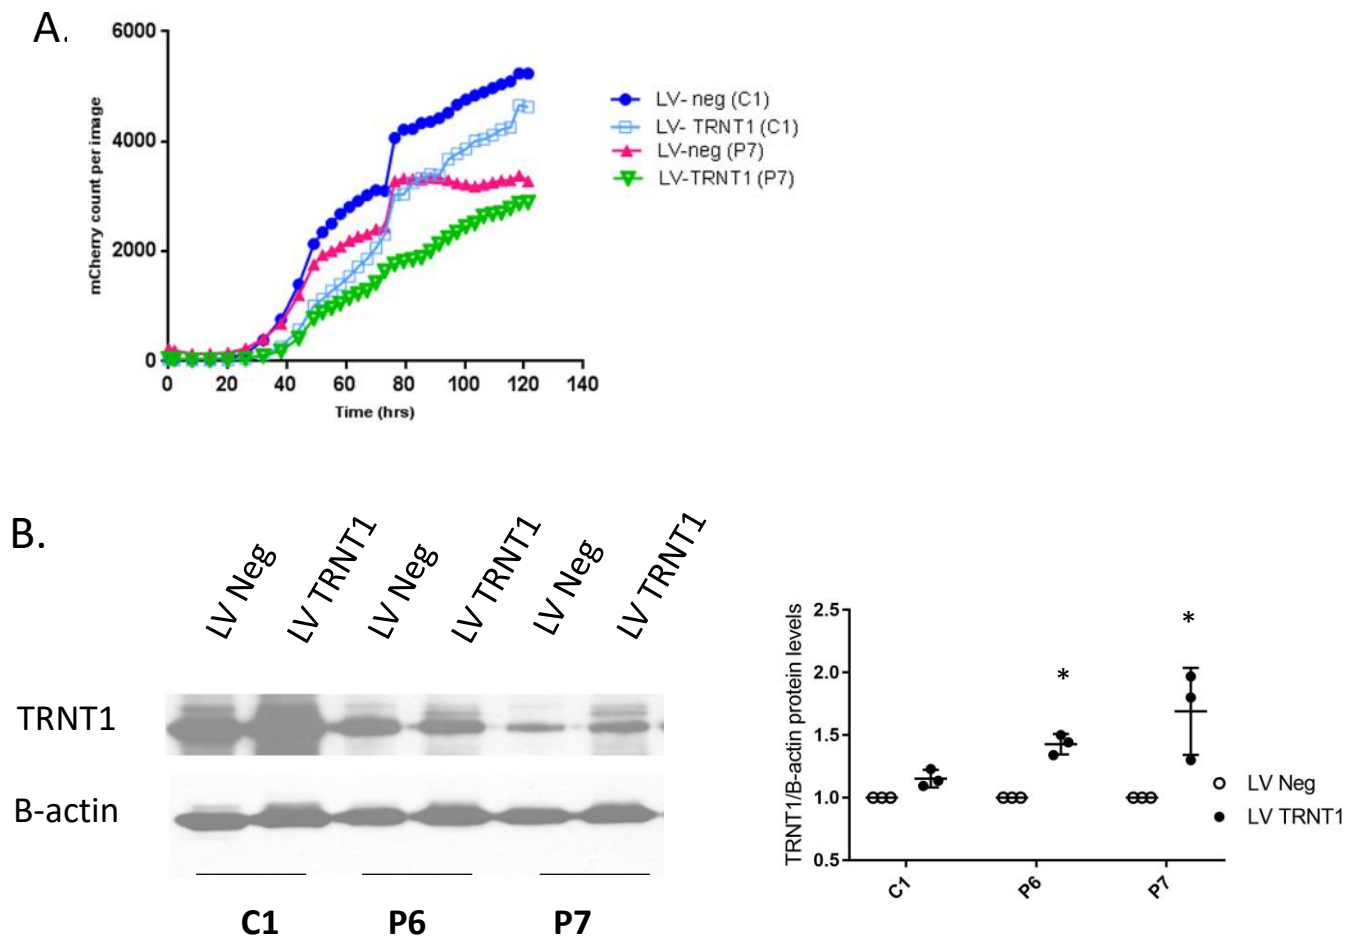 A.
6000
4000
2000
0
mCherry count per image
0 20 40 60 80 100 120 140
Time (hrs)
LV- neg (C1)
LV- TRNT1 (C1)
LV-neg (P7)
LV-TRNT1 (P7)
B.
LV Neg
LV TRNT1
LV Neg
LV TRNT1
LV Neg
LV TRNT1
TRNT1
B-actin
C1 P6 P7
TRNT1/B-actin protein levels
2.5
2.0
1.5
1.0
0.5
*
*
C1 P6 P7
LV Neg
LV TRNT1